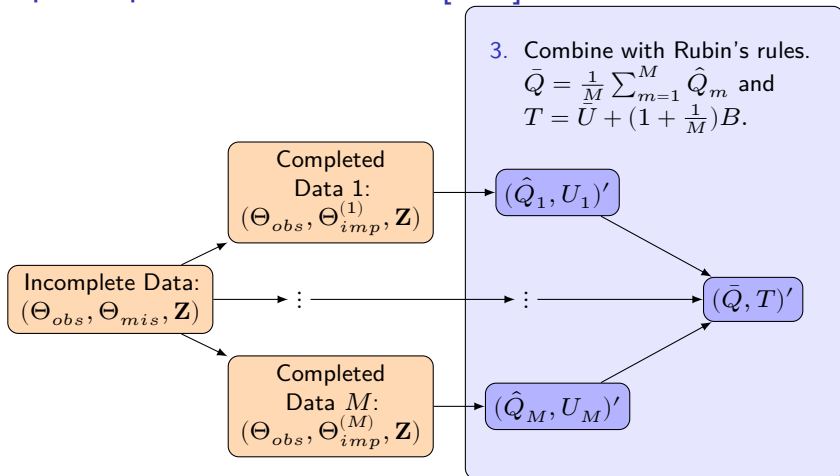 3. Combine with Rubin's rules.
Q̄ = 1/M ∑_{m=1}^{M} Q̂_m and
T = Ū + (1 + 1/M)B.
Completed
Data 1:
(Θ_obs, Θ_imp^(1), Z)
(Q̂_1, U_1)′
Incomplete Data:
(Θ_obs, Θ_mis, Z)
⋮
⋮
(Q̄, T)′
Completed
Data M:
(Θ_obs, Θ_imp^(M), Z)
(Q̂_M, U_M)′